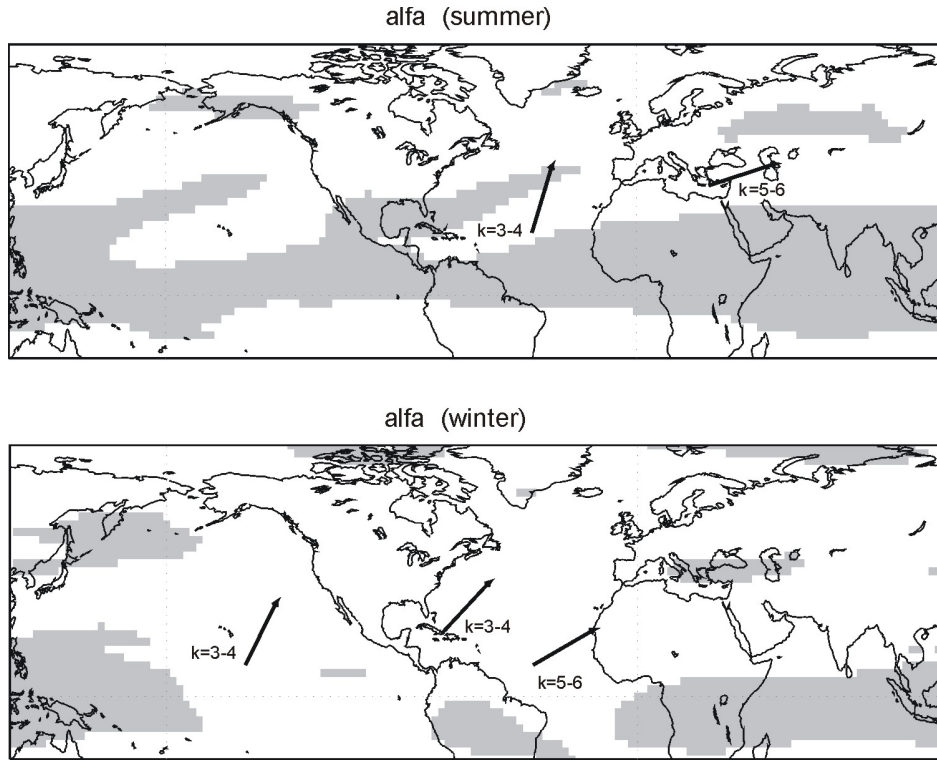 alfa (summer)
k=3-4
k=5-6
alfa (winter)
k=3-4
k=3-4
k=5-6